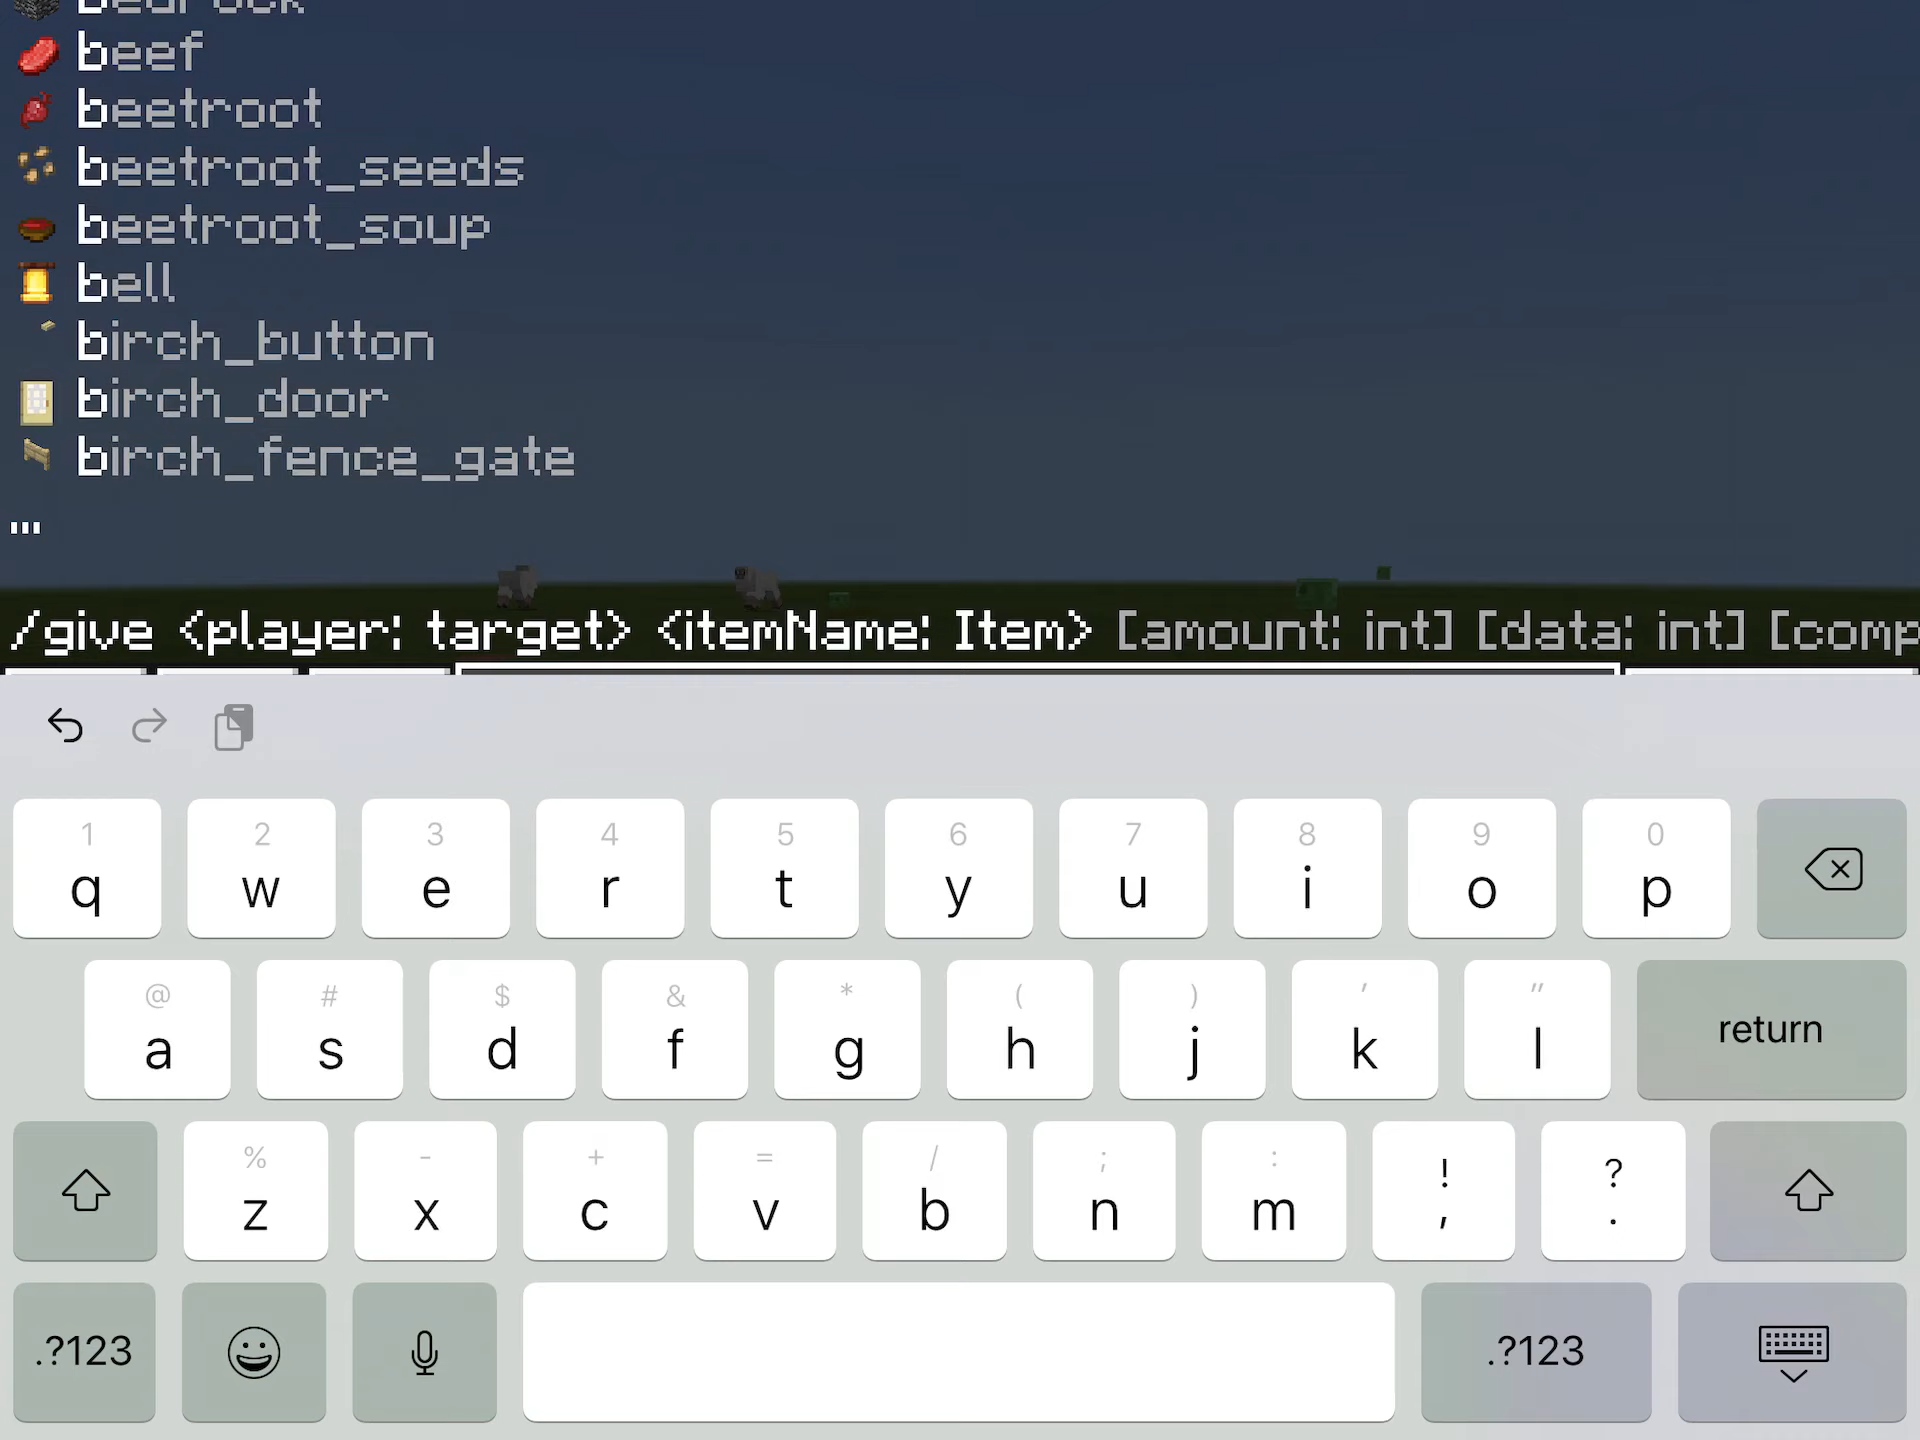 bedrock
beef
beetroot
beetroot_seeds
beetroot_soup
bell
birch_button
birch_door
birch_fence_gate
...
/give <player: target> <itemName: Item> [amount: int] [data: int] [comp
1 2 3 4 5 6 7 8 9 0
q w e r t y u i o p
@ # $ & * ( ) ' "
a s d f g h j k l return
% - + = / ; : ! ?
z x c v b n m , .
.?123 .?123